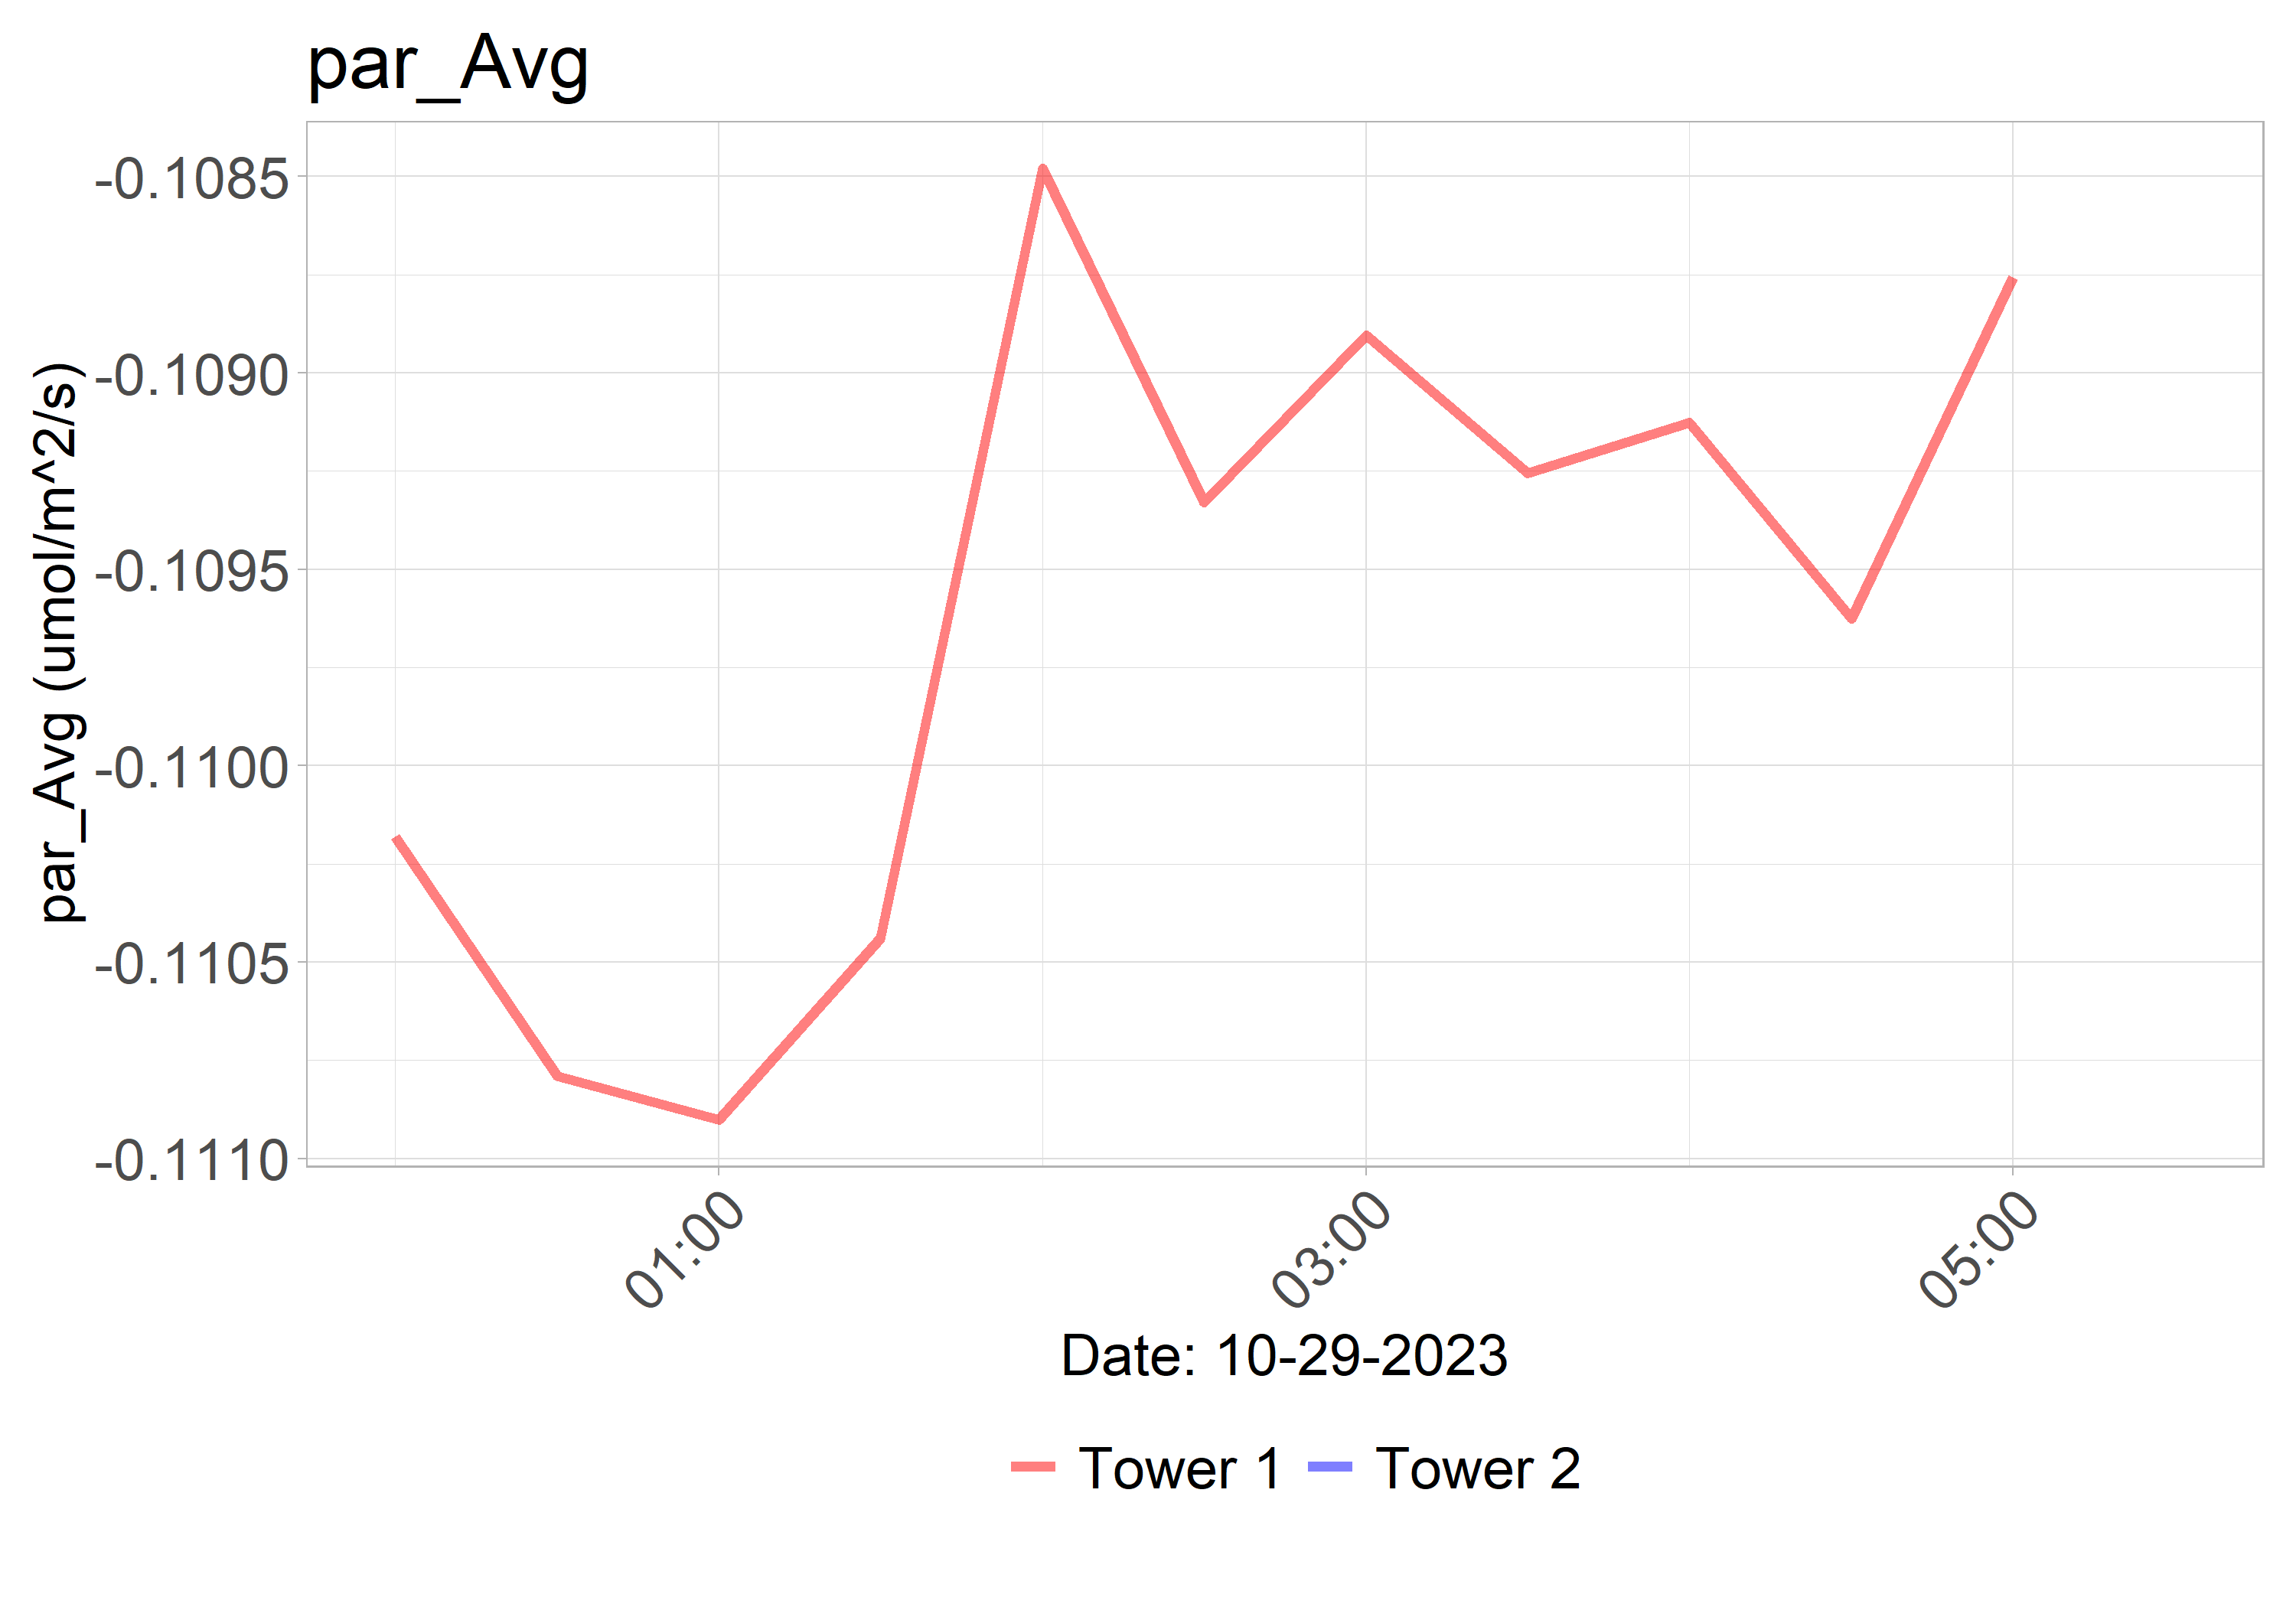 par_Avg
par_Avg (umol/m^2/s)
-0.1085
-0.1090
-0.1095
-0.1100
-0.1105
-0.1110
01:00
03:00
05:00
Date: 10-29-2023
Tower 1
Tower 2